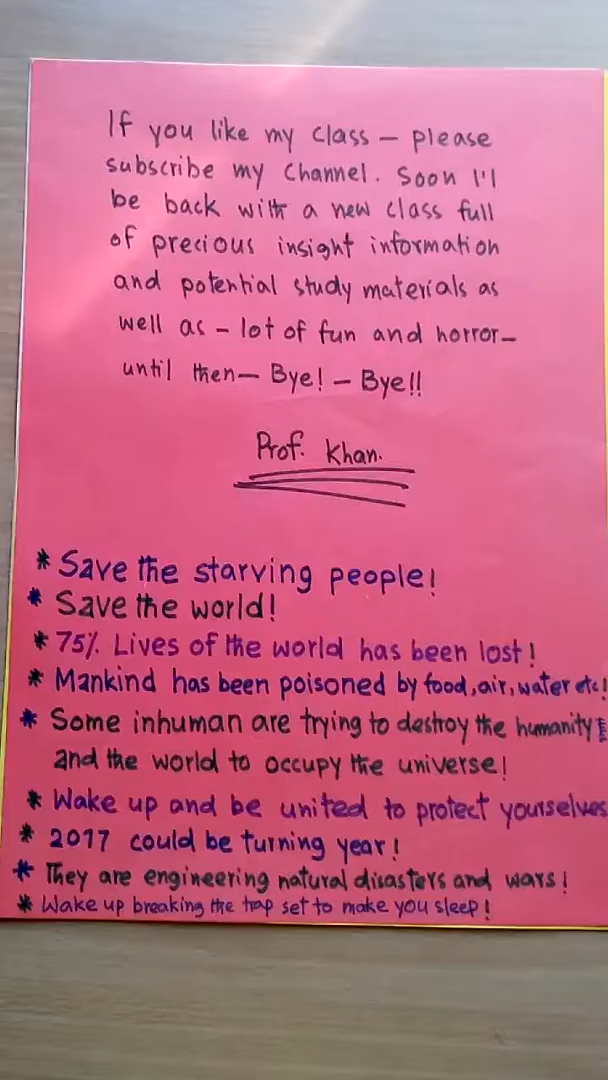 If you like my class – please
subscribe my channel. Soon I'll
be back with a new class full
of precious insight information
and potential study materials as
well as – lot of fun and horror–
until then– Bye! – Bye!!
Prof. Khan.
* Save the starving people!
* Save the world!
* 75% Lives of the world has been lost!
* Mankind has been poisoned by food, air, water etc!
* Some inhuman are trying to destroy the humanity
and the world to occupy the universe!
* Wake up and be united to protect yourselves
* 2017 could be turning year!
* They are engineering natural disasters and wars!
* Wake up breaking the trap set to make you sleep!